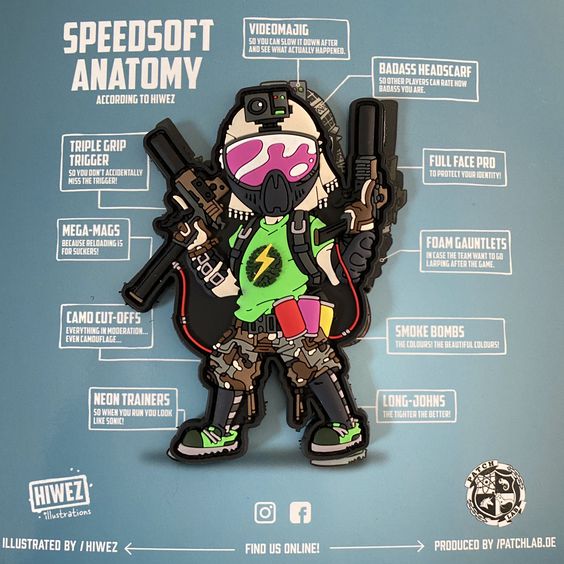 SPEEDSOFT
ANATOMY
ACCORDING TO HIWEZ
VIDEOMAJIG
SO YOU CAN SLOW IT DOWN AFTER
AND SEE WHAT ACTUALLY HAPPENED.
BADASS HEADSCARF
SO OTHER PLAYERS CAN RATE HOW
BADASS YOU ARE.
TRIPLE GRIP
TRIGGER
SO YOU DON'T ACCIDENTALLY
MISS THE TRIGGER!
FULL FACE PRO
TO PROTECT YOUR IDENTITY!
MEGA-MAGS
BECAUSE RELOADING IS
FOR SUCKERS!
FOAM GAUNTLETS
IN CASE THE TEAM WANT TO GO
LARPING AFTER THE GAME.
CAMO CUT-OFFS
EVERYTHING IN MODERATION...
EVEN CAMOUFLAGE...
SMOKE BOMBS
THE COLOURS! THE BEAUTIFUL COLOURS!
NEON TRAINERS
SO WHEN YOU RUN YOU LOOK
LIKE SONIC!
LONG-JOHNS
THE TIGHTER THE BETTER!
HIWEZ
illustrations
PATCH
LAB
ILLUSTRATED BY / HIWEZ
FIND US ONLINE!
PRODUCED BY /PATCHLAB.DE